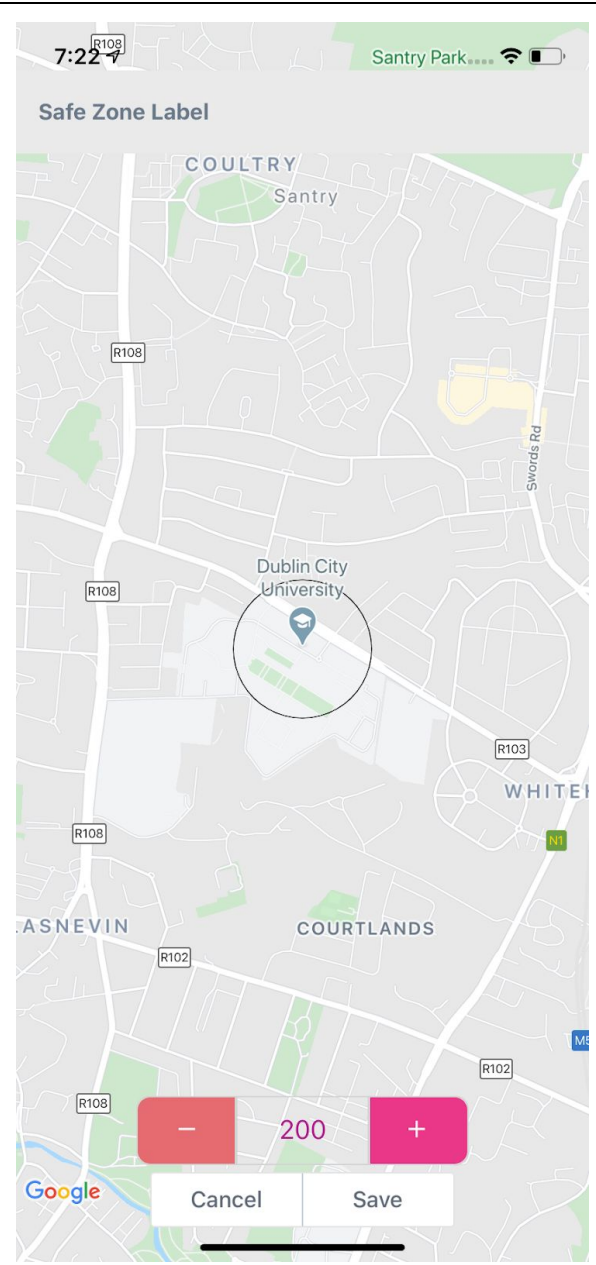 R108
7:22
Santry Park
Safe Zone Label
COULTRY
Santry
R108
Swords Rd
Dublin City
University
R108
R103
WHITEH
N1
R108
ASNEVIN
COURTLANDS
R102
M5
R102
R108
−
200
+
Google
Cancel
Save